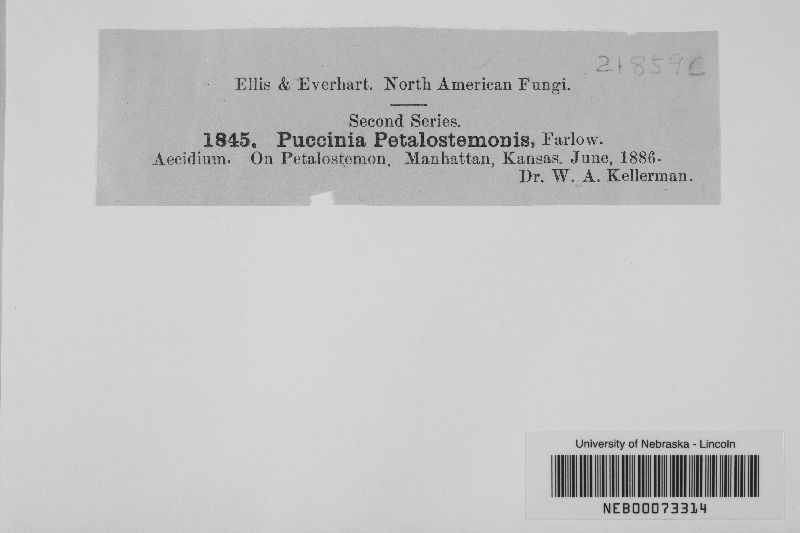 218596
Ellis & Everhart. North American Fungi.
Second Series.
1845. Puccinia Petalostemonis, Farlow.
Aecidium. On Petalostemon. Manhattan, Kansas. June, 1886.
Dr. W. A. Kellerman.
University of Nebraska - Lincoln
NEB00073314